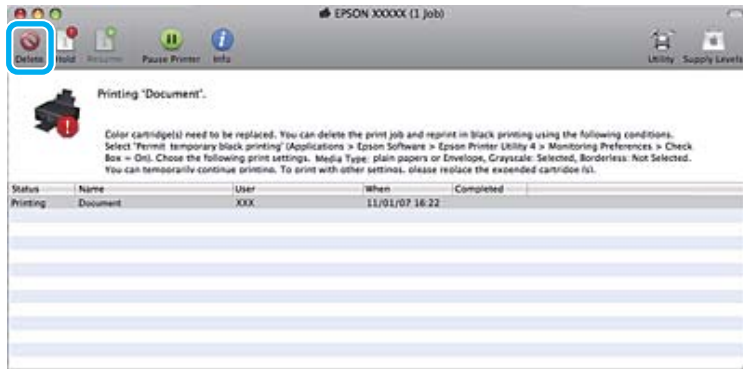 EPSON XXXXX (1 Job)
Delete Hold Resume Pause Printer Info Utility Supply Levels
Printing "Document".
Color cartridge(s) need to be replaced. You can delete the print job and reprint in black printing using the following conditions.
Select 'Permit temporary black printing' (Applications > Epson Software > Epson Printer Utility 4 > Monitoring Preferences > Check
Box = On). Chose the following print settings. Media Type: plain papers or Envelope, Grayscale: Selected, Borderless: Not Selected.
You can temporarily continue printing. To print with other settings, please replace the expended cartridge (s).
Status Name User When Completed
Printing Document XXX 11/01/07 16:22